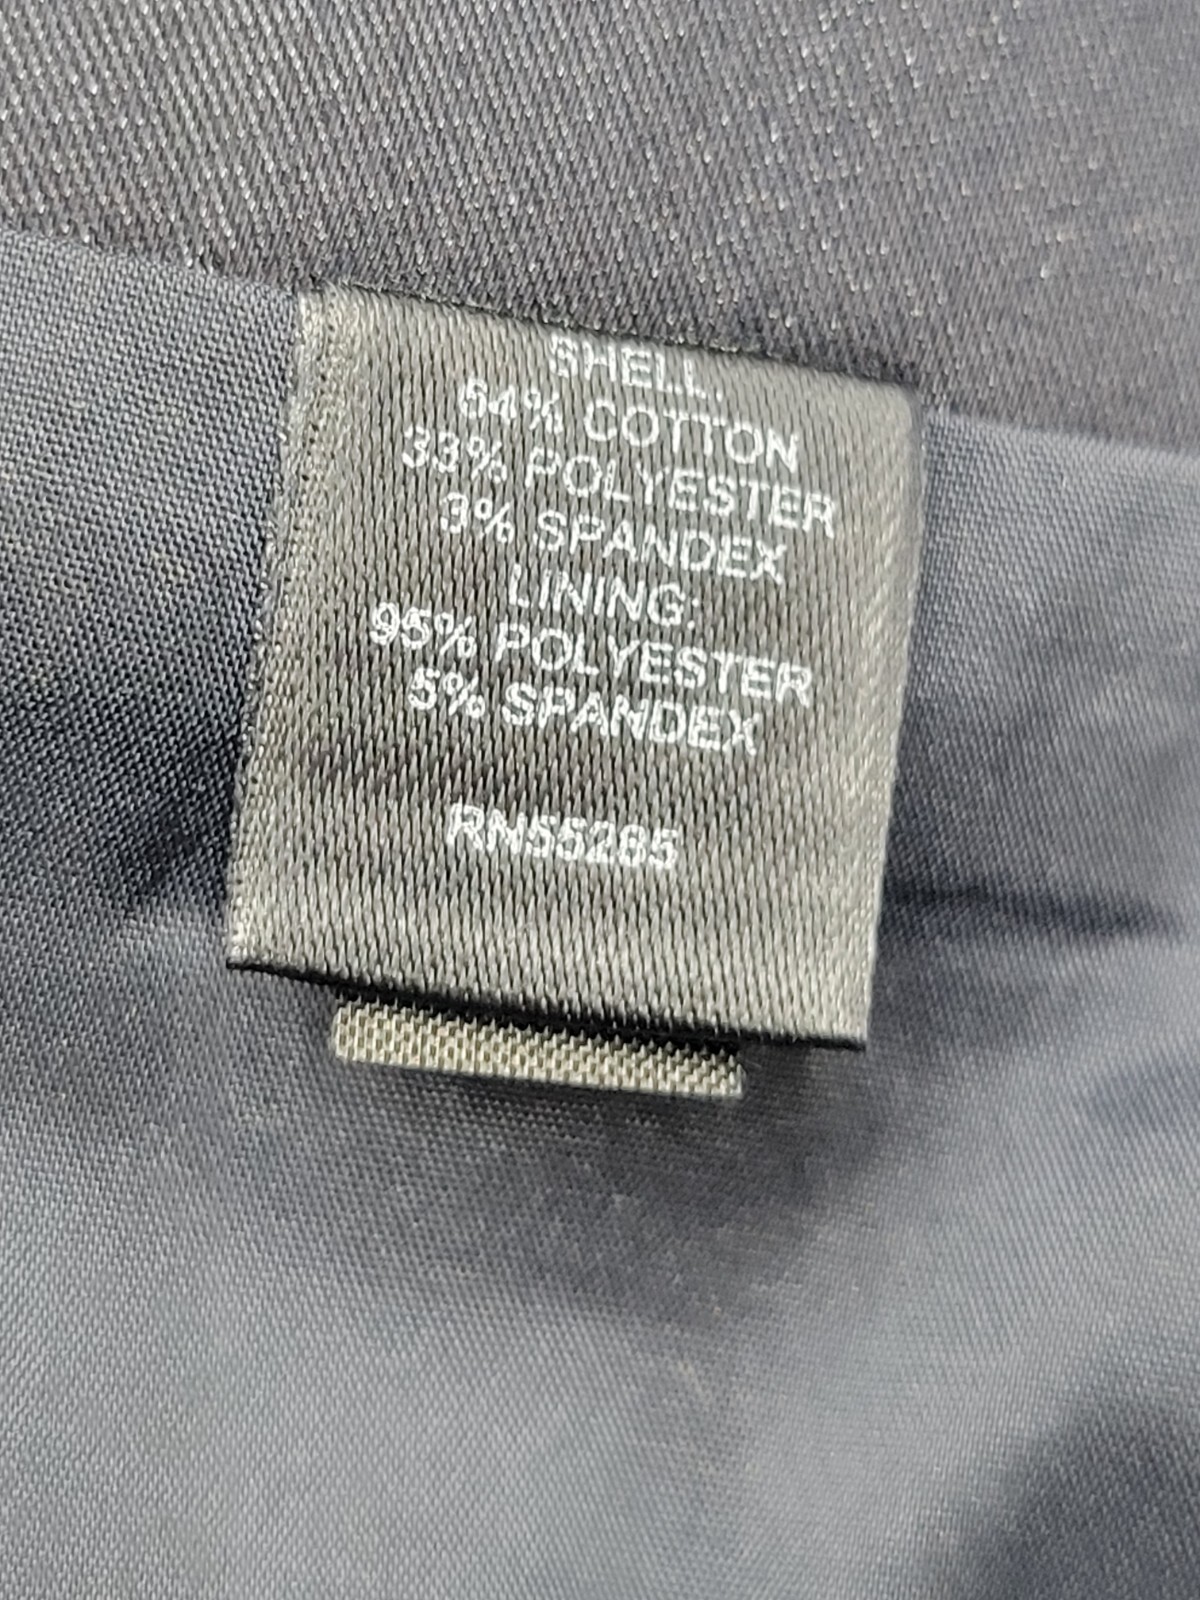 SHELL:
64% COTTON
33% POLYESTER
3% SPANDEX
LINING:
95% POLYESTER
5% SPANDEX
RN55285